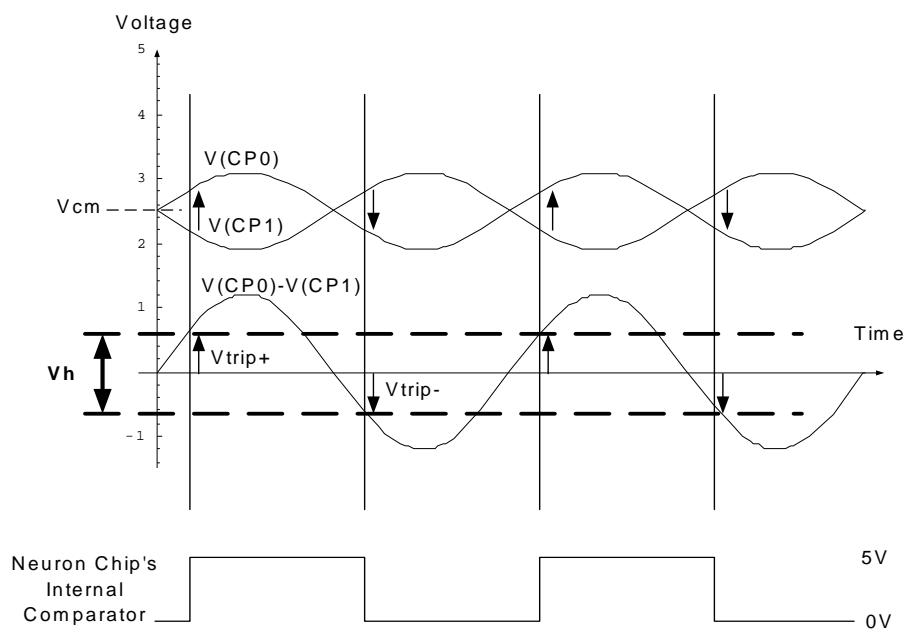 Voltage
5
4
V(CP0)
3
Vcm
V(CP1)
2
V(CP0)-V(CP1)
1
Time
Vtrip+
Vh
Vtrip-
-1
Neuron Chip's
Internal
Comparator
5V
0V